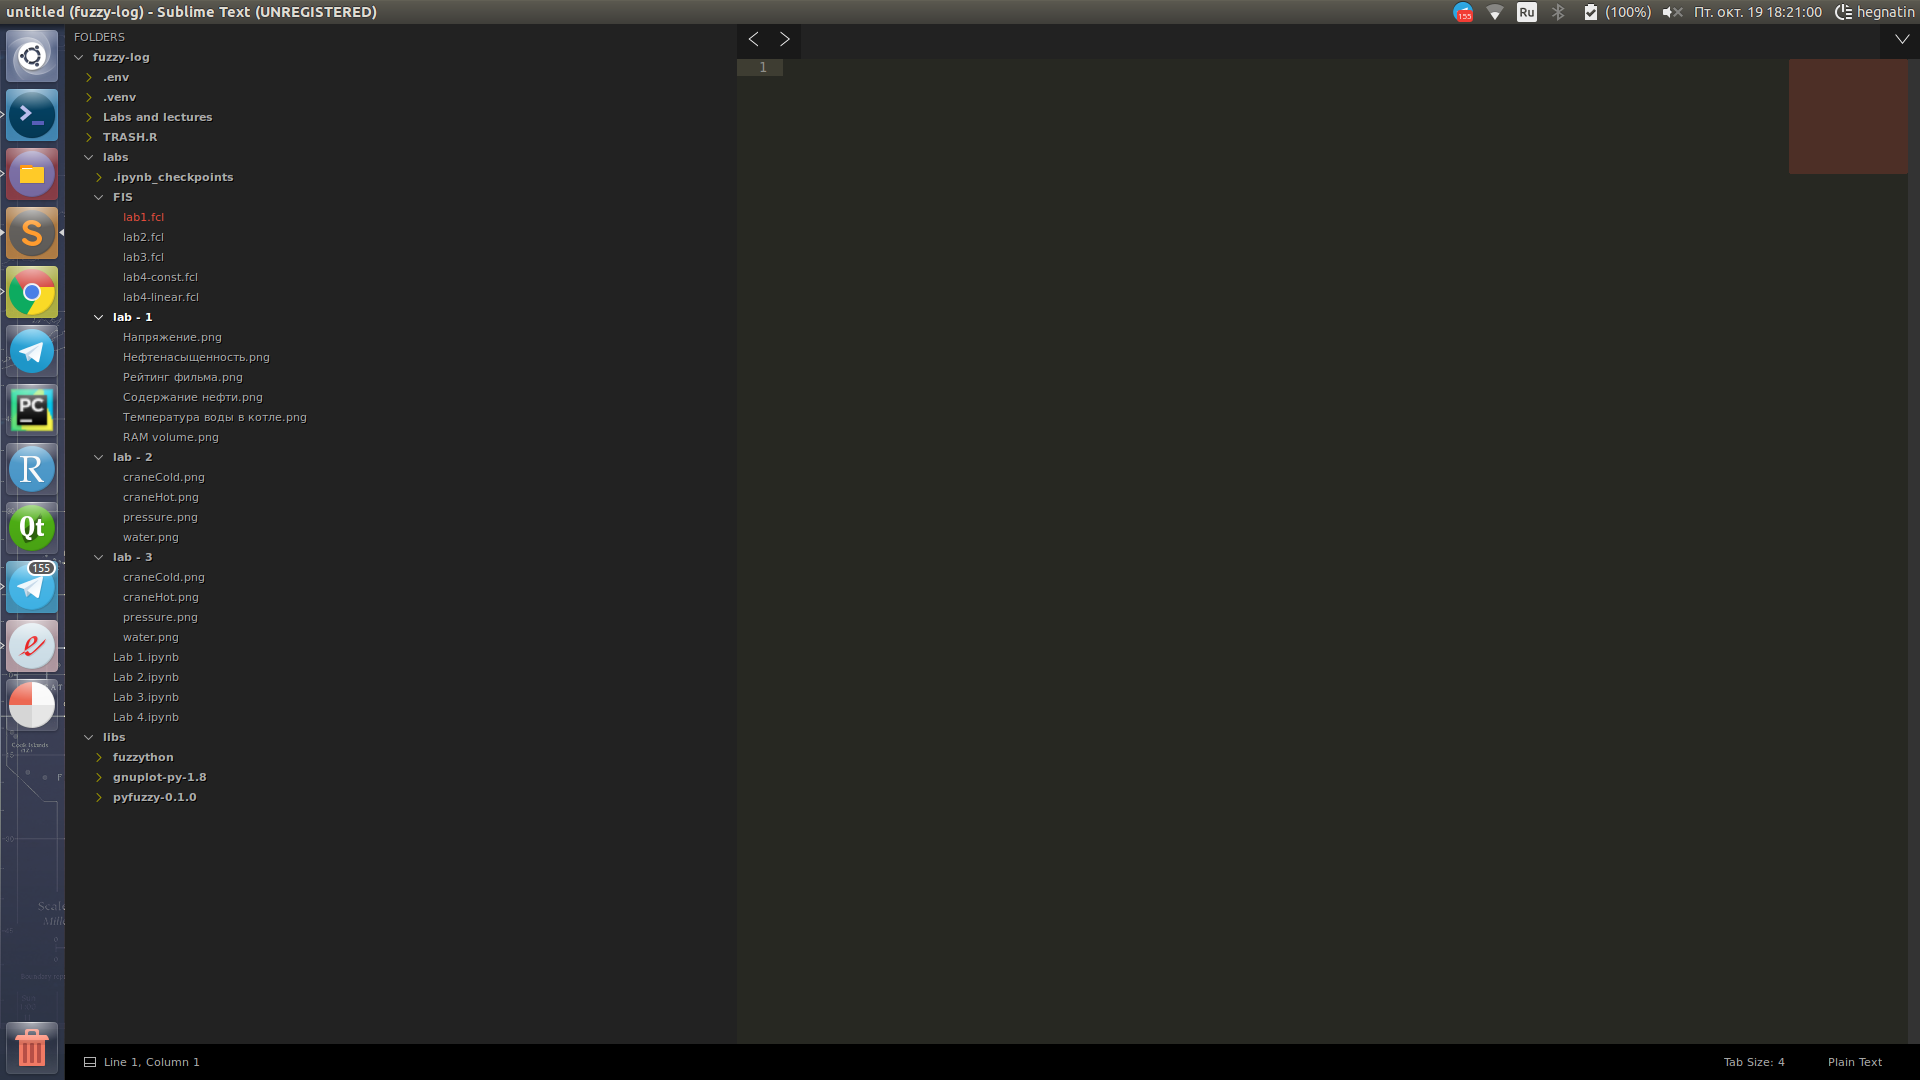 untitled (fuzzy-log) - Sublime Text (UNREGISTERED)
155
Ru
(100%)
Пт. окт. 19 18:21:00
hegnatin
FOLDERS
fuzzy-log
.env
.venv
Labs and lectures
TRASH.R
labs
.ipynb_checkpoints
FIS
lab1.fcl
lab2.fcl
lab3.fcl
lab4-const.fcl
lab4-linear.fcl
lab - 1
Напряжение.png
Нефтенасыщенность.png
Рейтинг фильма.png
Содержание нефти.png
Температура воды в котле.png
RAM volume.png
lab - 2
craneCold.png
craneHot.png
pressure.png
water.png
lab - 3
craneCold.png
craneHot.png
pressure.png
water.png
Lab 1.ipynb
Lab 2.ipynb
Lab 3.ipynb
Lab 4.ipynb
libs
fuzzython
gnuplot-py-1.8
pyfuzzy-0.1.0
1
S
PC
R
Qt
155
Cook Islands
Scale
Line 1, Column 1
Tab Size: 4
Plain Text